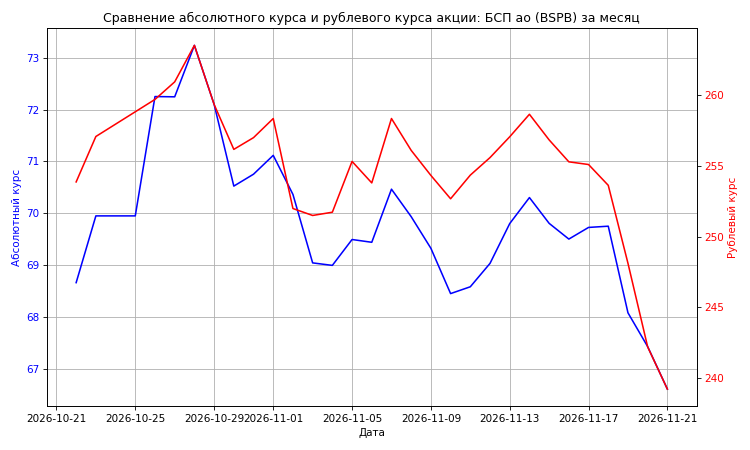 Сравнение абсолютного курса и рублевого курса акции: БСП ао (BSPB) за месяц
Абсолютный курс
73
72
71
70
69
68
67
260
255
250
245
240
Рублевый курс
2026-10-21 2026-10-25 2026-10-29 2026-11-01 2026-11-05 2026-11-09 2026-11-13 2026-11-17 2026-11-21
Дата